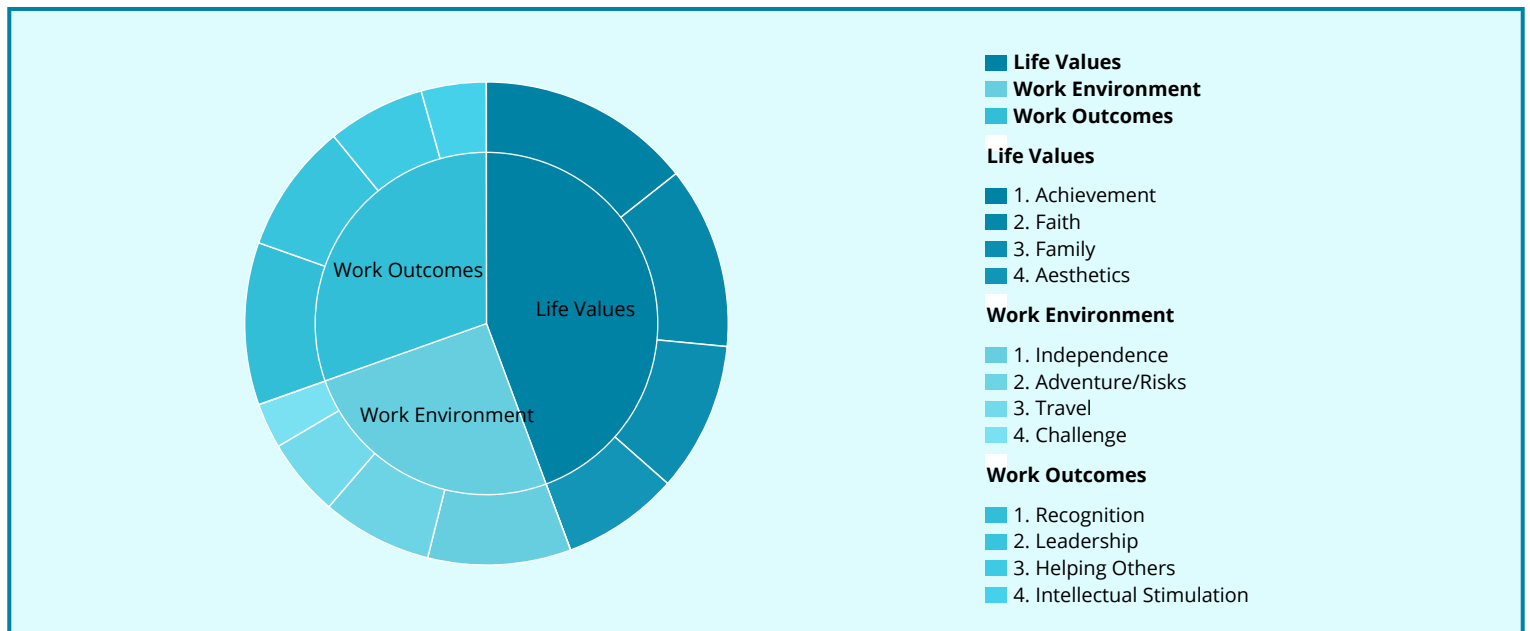 Work Outcomes
Life Values
Work Environment
Life Values
Work Environment
Work Outcomes
Life Values
1. Achievement
2. Faith
3. Family
4. Aesthetics
Work Environment
1. Independence
2. Adventure/Risks
3. Travel
4. Challenge
Work Outcomes
1. Recognition
2. Leadership
3. Helping Others
4. Intellectual Stimulation